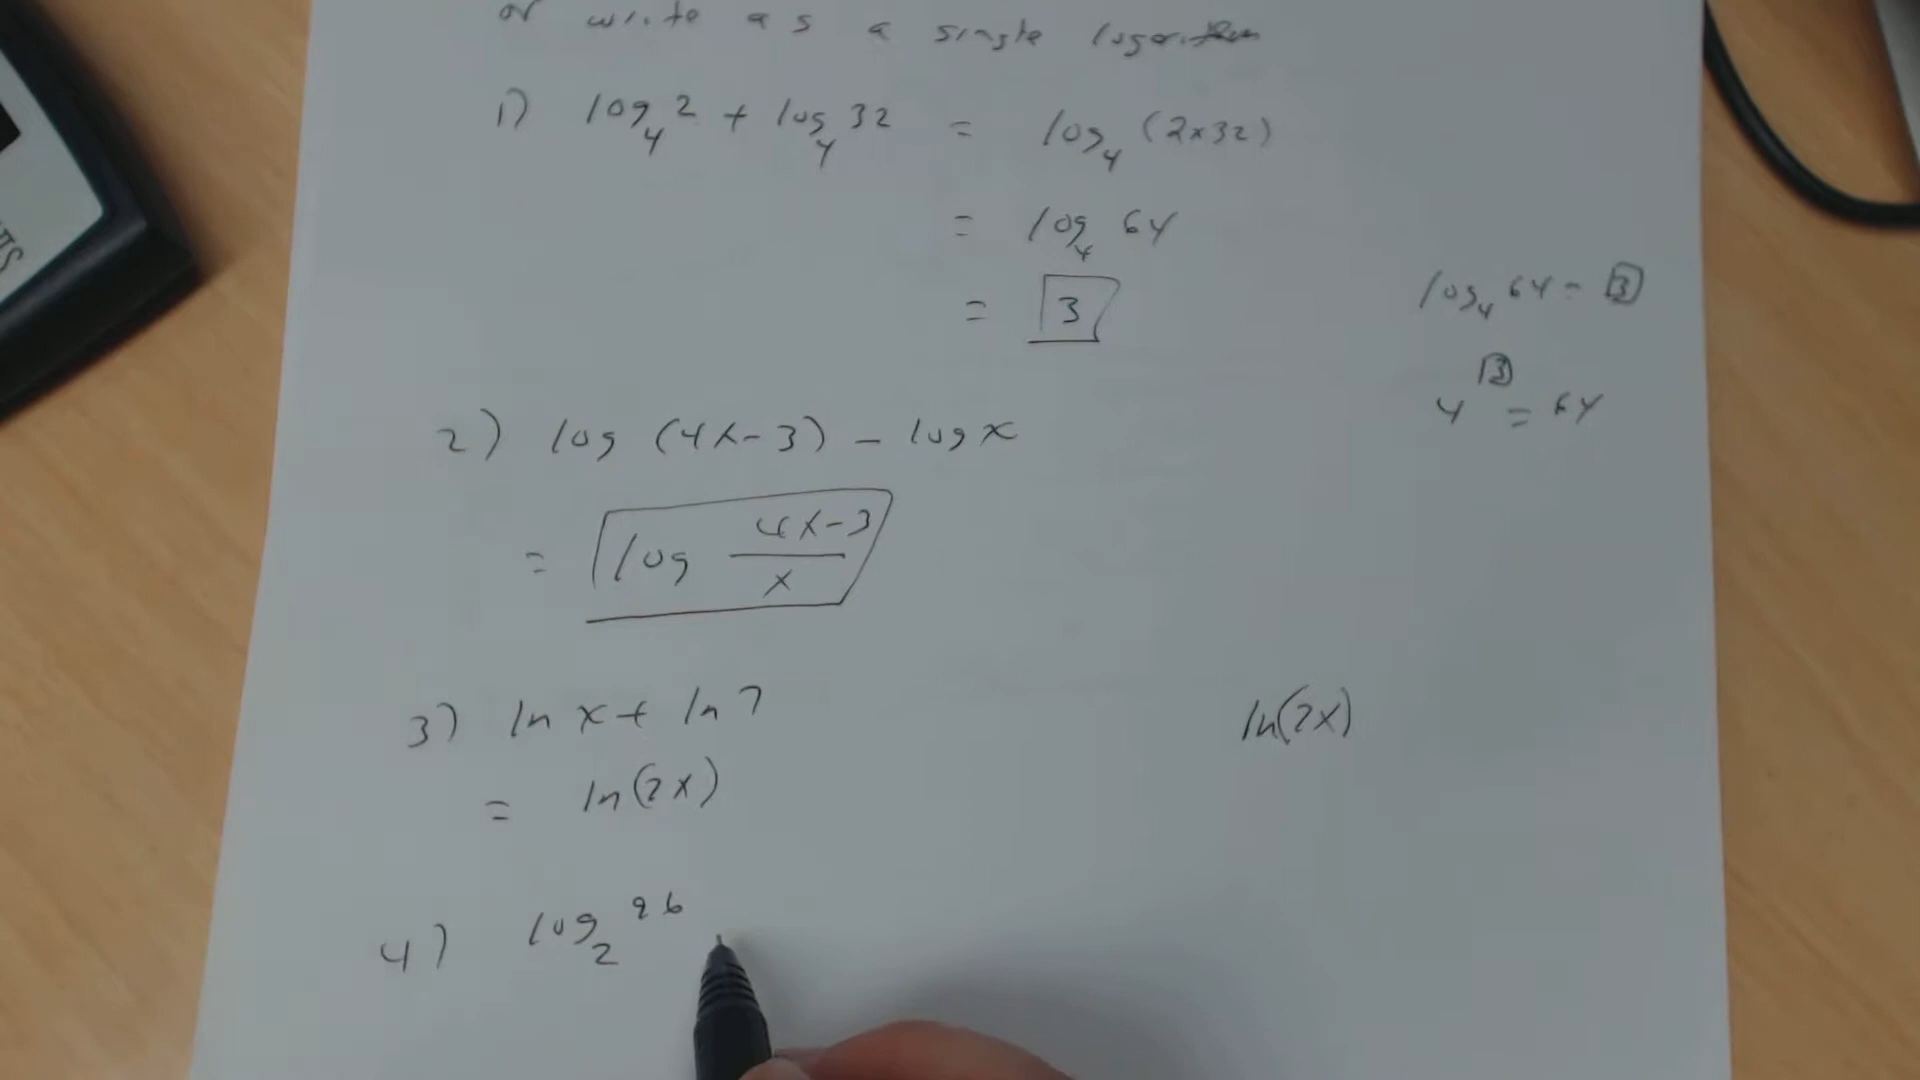 or write as a single logarithm
1) log₄ 2 + log₄ 32 = log₄ (2×32)
= log₄ 64
= 3
log₄ 64 = 3
4³ = 64
2) log (4x-3) - log x
= log (4x-3)/x
3) ln x + ln 7
ln(7x)
= ln(7x)
4) log₂ 96